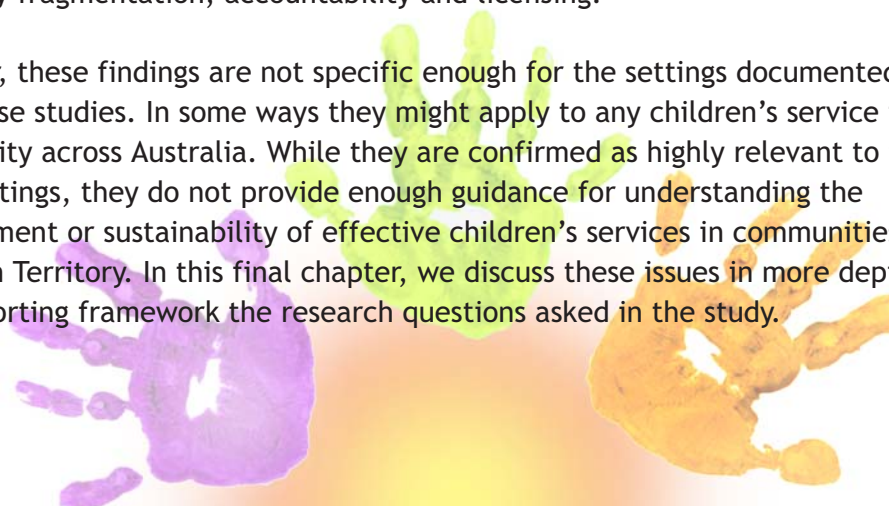 y fragmentation, accountability and licensing.
, these findings are not specific enough for the settings documented
se studies. In some ways they might apply to any children’s service
ity across Australia. While they are confirmed as highly relevant to
tings, they do not provide enough guidance for understanding the
ment or sustainability of effective children’s services in communitie
n Territory. In this final chapter, we discuss these issues in more dep
orting framework the research questions asked in the study.